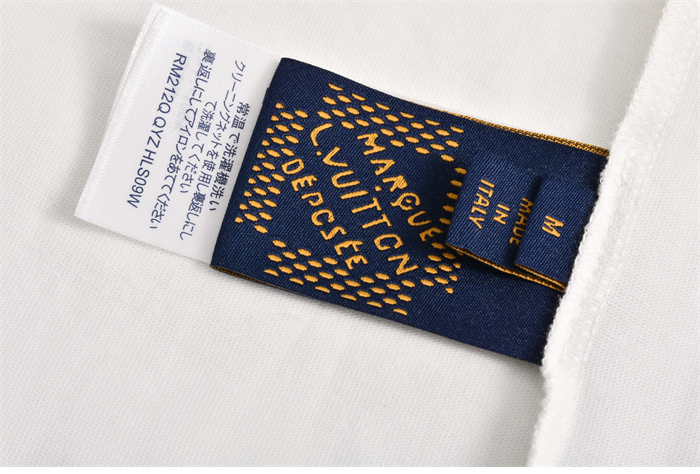 常温で洗濯機洗い
クリーニングネットを使用し裏返しにし
て洗濯してください
裏返しにしてアイロンをあててください
RM212Q QYZ HLS09W
MARQUE
L.VUITTON
DEPOSÉE
MADE
IN
ITALY
M